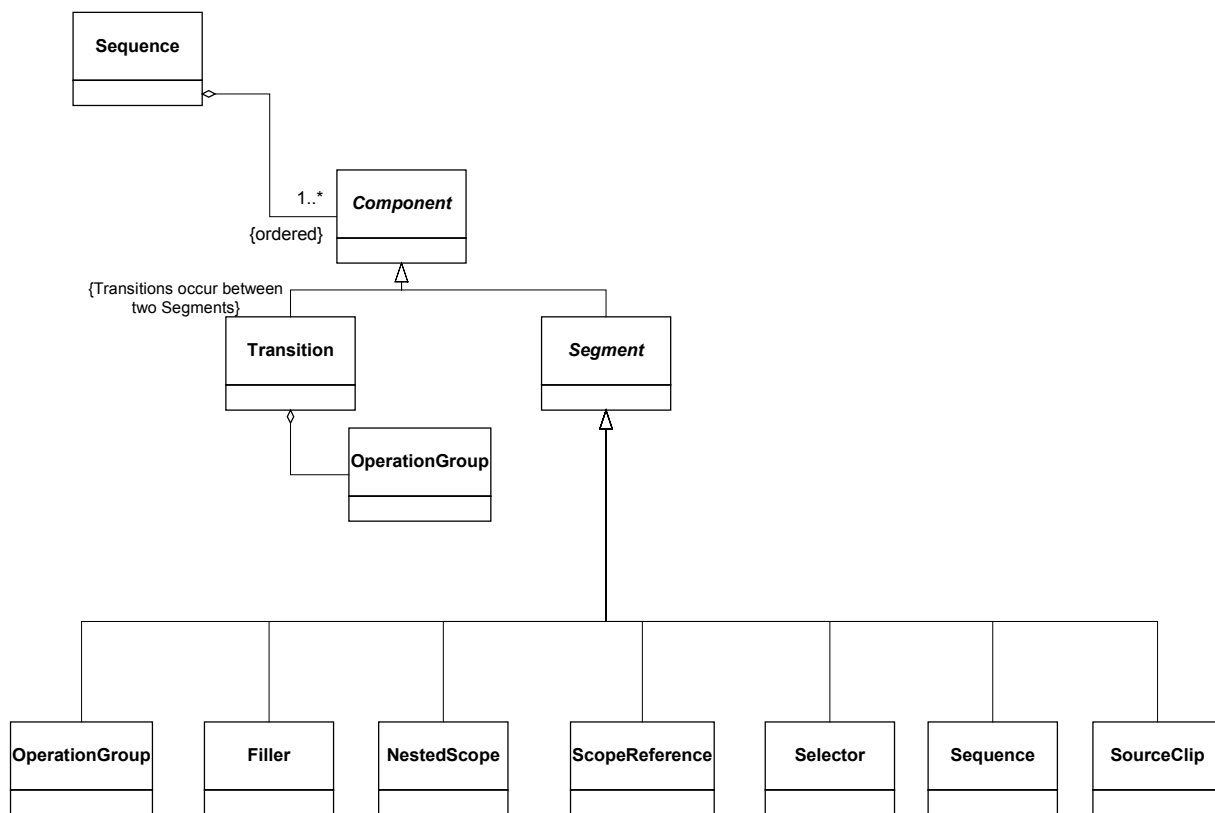 Sequence
1..*
Component
{ordered}
{Transitions occur between
two Segments}
Transition
Segment
OperationGroup
OperationGroup
Filler
NestedScope
ScopeReference
Selector
Sequence
SourceClip